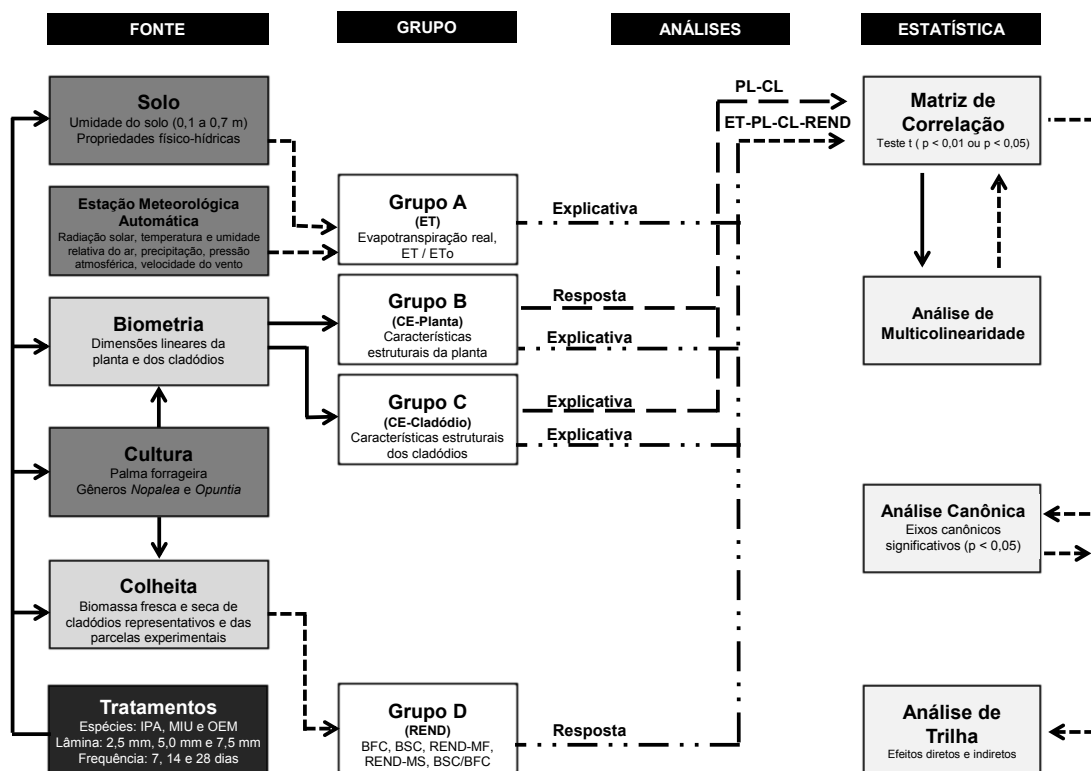 FONTE
GRUPO
ANÁLISES
ESTATÍSTICA
Solo
Umidade do solo (0,1 a 0,7 m)
Propriedades físico-hídricas
Estação Meteorológica
Automática
Radiação solar, temperatura e umidade
relativa do ar, precipitação, pressão
atmosférica, velocidade do vento
Biometria
Dimensões lineares da
planta e dos cladódios
Cultura
Palma forrageira
Gêneros Nopalea e Opuntia
Colheita
Biomassa fresca e seca de
cladódios representativos e das
parcelas experimentais
Tratamentos
Espécies: IPA, MIU e OEM
Lâmina: 2,5 mm, 5,0 mm e 7,5 mm
Frequência: 7, 14 e 28 dias
Grupo A
(ET)
Evapotranspiração real,
ET / ETo
Grupo B
(CE-Planta)
Características
estruturais da planta
Grupo C
(CE-Cladódio)
Características estruturais
dos cladódios
Grupo D
(REND)
BFC, BSC, REND-MF,
REND-MS, BSC/BFC
PL-CL
ET-PL-CL-REND
Explicativa
Resposta
Explicativa
Explicativa
Explicativa
Resposta
Matriz de
Correlação
Teste t ( p < 0,01 ou p < 0,05)
Análise de
Multicolinearidade
Análise Canônica
Eixos canônicos
significativos (p < 0,05)
Análise de
Trilha
Efeitos diretos e indiretos